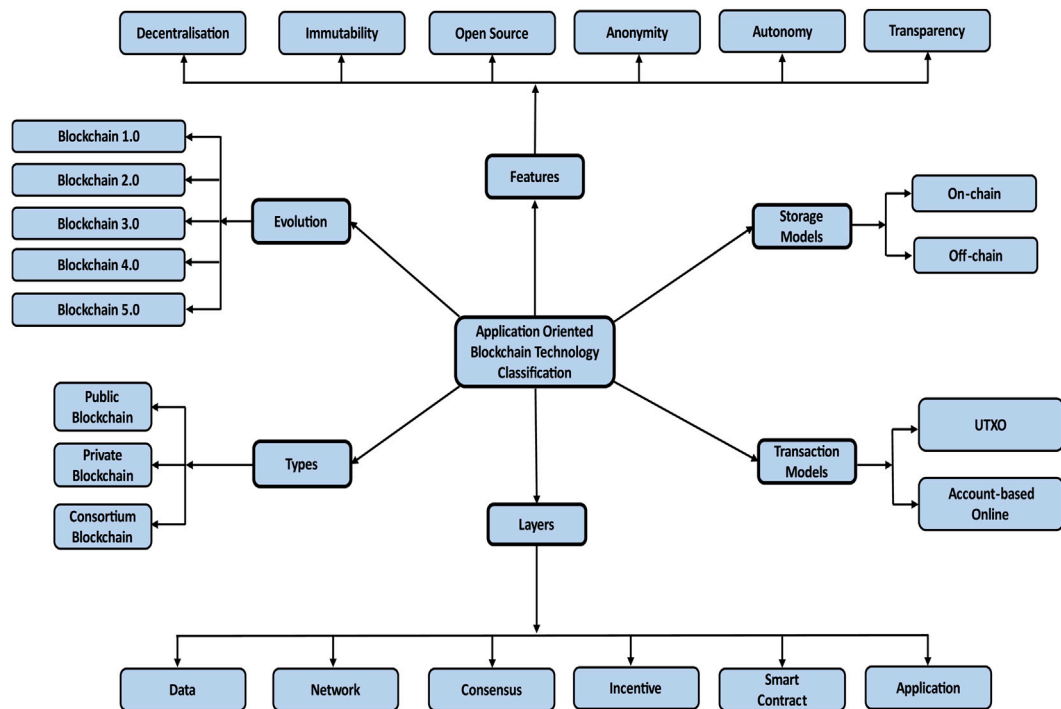 Decentralisation
Immutability
Open Source
Anonymity
Autonomy
Transparency
Blockchain 1.0
Blockchain 2.0
Blockchain 3.0
Blockchain 4.0
Blockchain 5.0
Evolution
Features
Storage
Models
On-chain
Off-chain
Application Oriented
Blockchain Technology
Classification
Public
Blockchain
Private
Blockchain
Consortium
Blockchain
Types
Layers
Transaction
Models
UTXO
Account-based
Online
Data
Network
Consensus
Incentive
Smart
Contract
Application